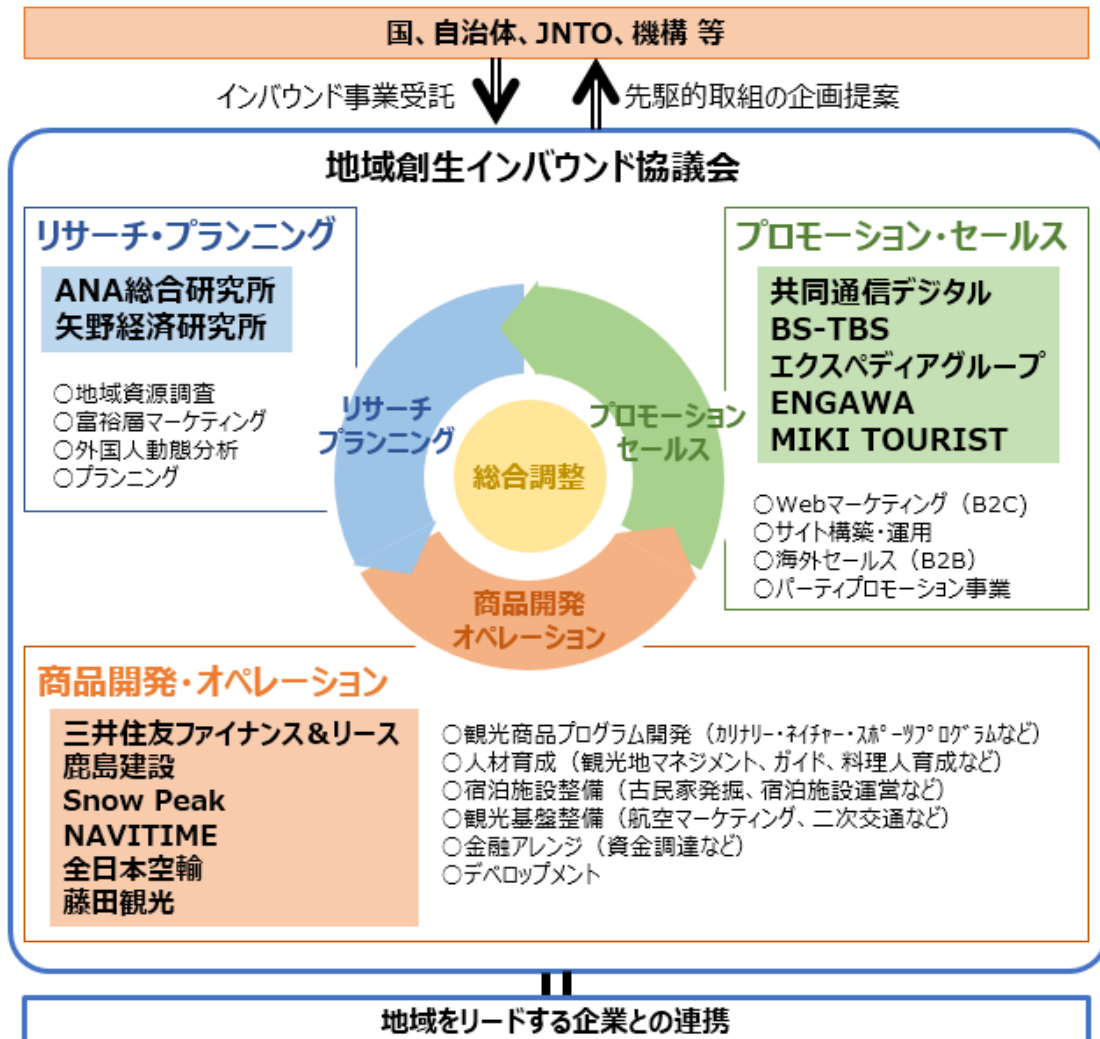 国、自治体、JNTO、機構 等
インバウンド事業受託
先駆的取組の企画提案
地域創生インバウンド協議会
リサーチ・プランニング
ANA総合研究所
矢野経済研究所
○地域資源調査
○富裕層マーケティング
○外国人動態分析
○プランニング
プロモーション・セールス
共同通信デジタル
BS-TBS
エクスペディアグループ
ENGAWA
MIKI TOURIST
○Webマーケティング（B2C)
○サイト構築・運用
○海外セールス（B2B）
○パーティプロモーション事業
リサーチ
プランニング
プロモーション
セールス
総合調整
商品開発
オペレーション
商品開発・オペレーション
三井住友ファイナンス＆リース
鹿島建設
Snow Peak
NAVITIME
全日本空輸
藤田観光
○観光商品プログラム開発（ｶﾘﾅﾘｰ・ﾈｲﾁｬｰ・ｽﾎﾟｰﾂﾌﾟﾛｸﾞﾗﾑなど）
○人材育成（観光地マネジメント、ガイド、料理人育成など）
○宿泊施設整備（古民家発掘、宿泊施設運営など）
○観光基盤整備（航空マーケティング、二次交通など）
○金融アレンジ（資金調達など）
○デベロップメント
地域をリードする企業との連携